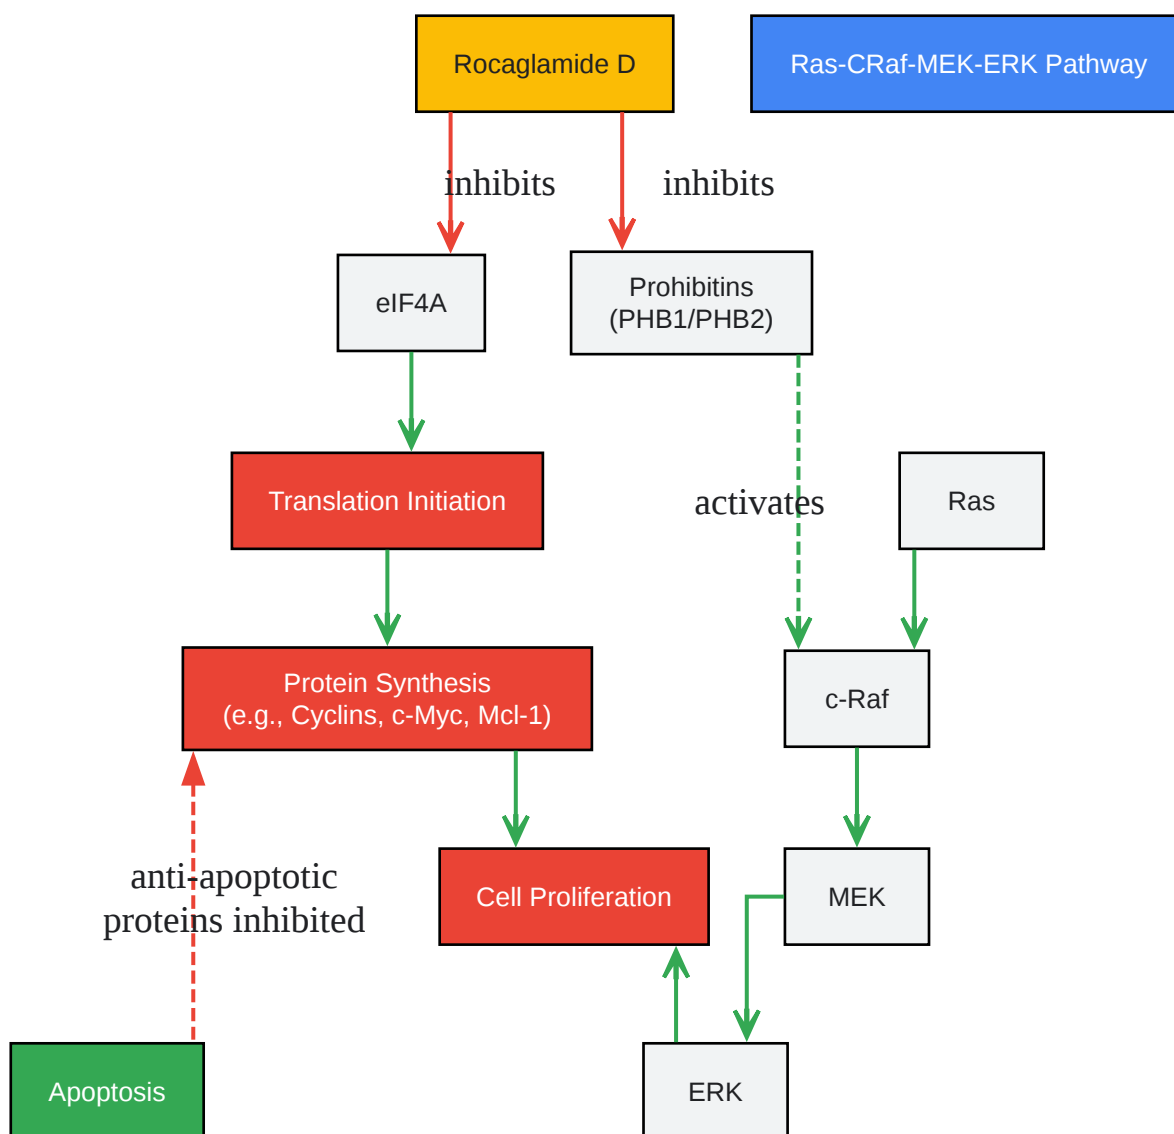 Rocaglamide D
Ras-CRaf-MEK-ERK Pathway
inhibits
inhibits
eIF4A
Prohibitins
(PHB1/PHB2)
Translation Initiation
activates
Ras
Protein Synthesis
(e.g., Cyclins, c-Myc, Mcl-1)
c-Raf
anti-apoptotic
proteins inhibited
Cell Proliferation
MEK
Apoptosis
ERK